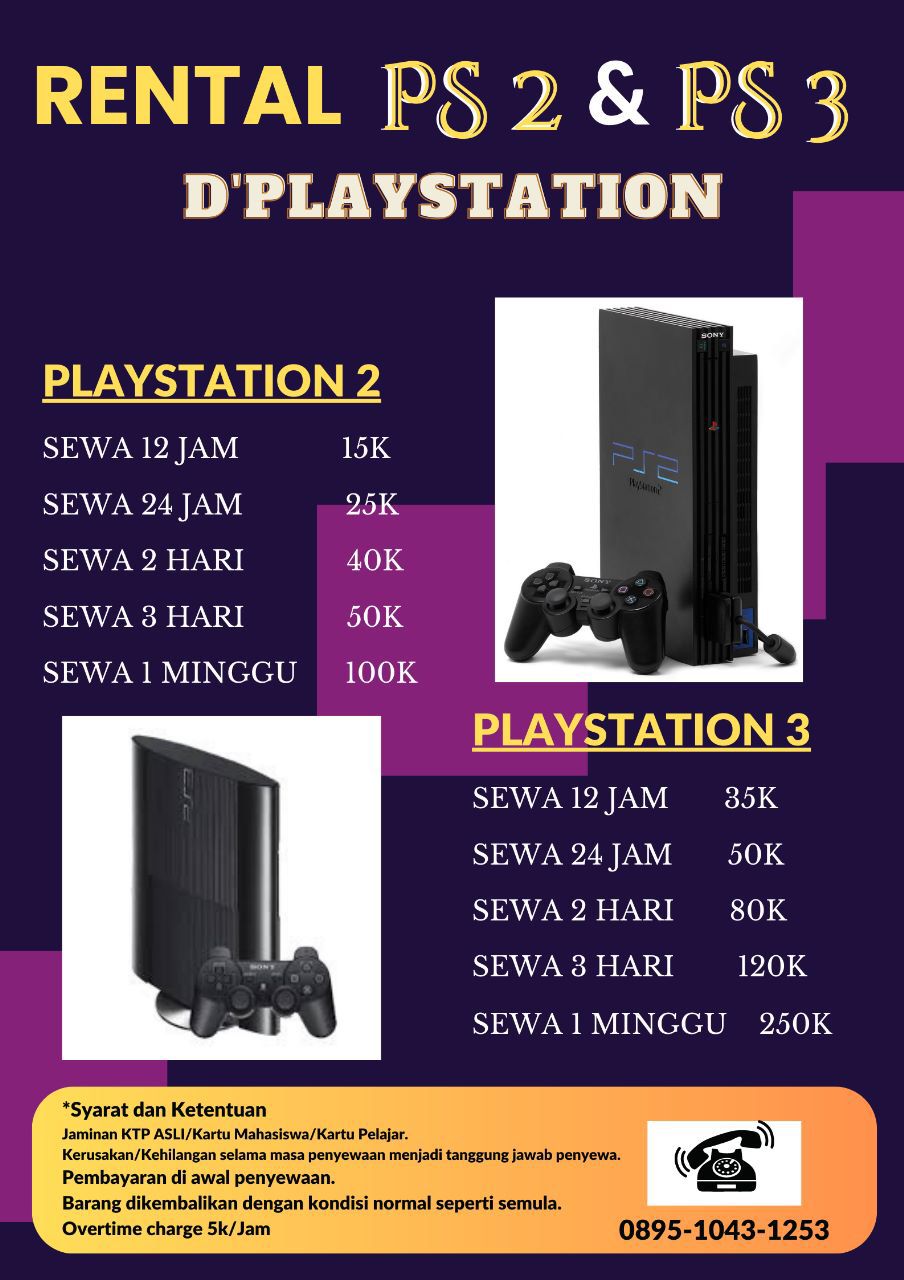 RENTAL PS 2 & PS 3
D'PLAYSTATION
PLAYSTATION 2
SEWA 12 JAM 15K
SEWA 24 JAM 25K
SEWA 2 HARI 40K
SEWA 3 HARI 50K
SEWA 1 MINGGU 100K
SONY
PS2
PlayStation 2
SONY
PLAYSTATION 3
SEWA 12 JAM 35K
SEWA 24 JAM 50K
SEWA 2 HARI 80K
SEWA 3 HARI 120K
SEWA 1 MINGGU 250K
PS3
SONY
*Syarat dan Ketentuan
Jaminan KTP ASLI/Kartu Mahasiswa/Kartu Pelajar.
Kerusakan/Kehilangan selama masa penyewaan menjadi tanggung jawab penyewa.
Pembayaran di awal penyewaan.
Barang dikembalikan dengan kondisi normal seperti semula.
Overtime charge 5k/Jam
0895-1043-1253